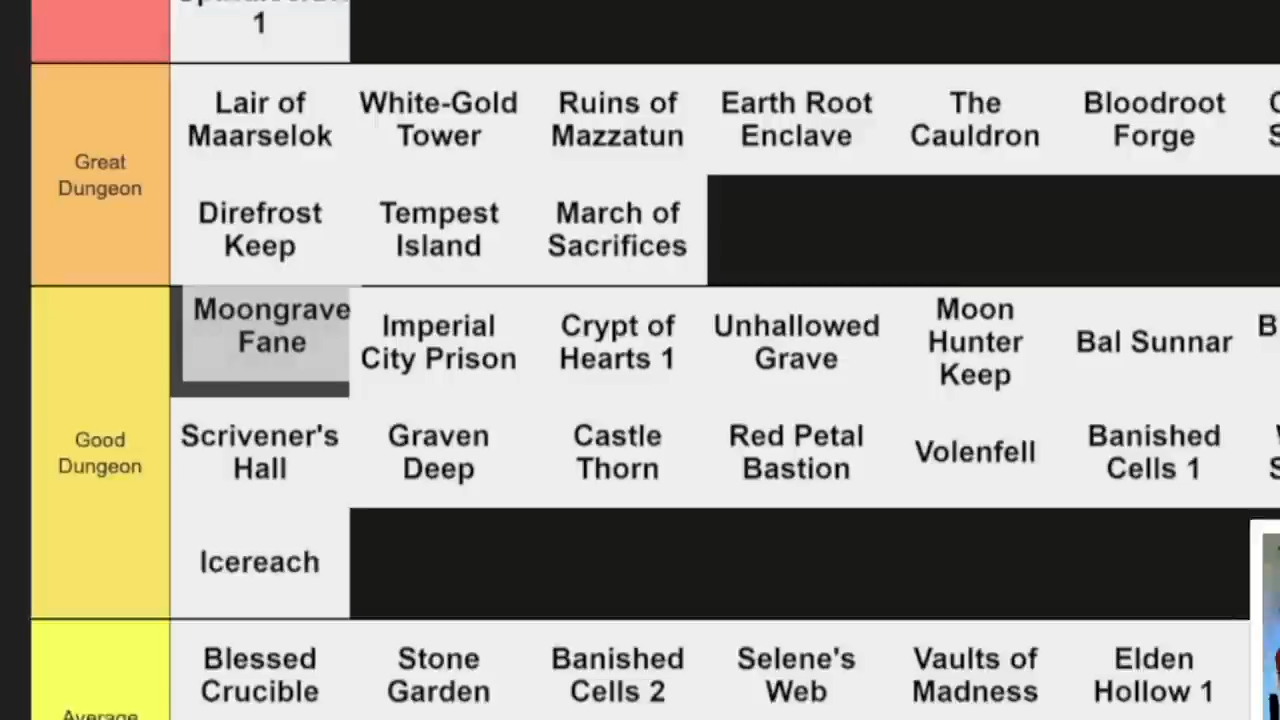 1
Lair of
Maarselok
White-Gold
Tower
Ruins of
Mazzatun
Earth Root
Enclave
The
Cauldron
Bloodroot
Forge
Great
Dungeon
Direfrost
Keep
Tempest
Island
March of
Sacrifices
Moongrave
Fane
Imperial
City Prison
Crypt of
Hearts 1
Unhallowed
Grave
Moon
Hunter
Keep
Bal Sunnar
Good
Dungeon
Scrivener's
Hall
Graven
Deep
Castle
Thorn
Red Petal
Bastion
Volenfell
Banished
Cells 1
Icereach
Average
Blessed
Crucible
Stone
Garden
Banished
Cells 2
Selene's
Web
Vaults of
Madness
Elden
Hollow 1